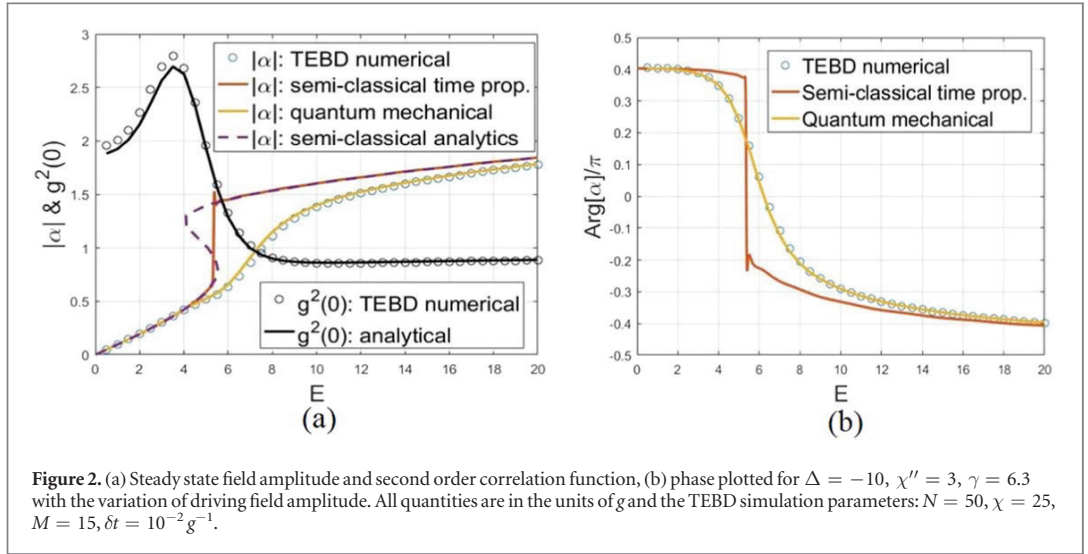 3
2.5
2
1.5
1
0.5
0
|α| & g²(0)
|α|: TEBD numerical
|α|: semi-classical time prop.
|α|: quantum mechanical
|α|: semi-classical analytics
g²(0): TEBD numerical
g²(0): analytical
0 2 4 6 8 10 12 14 16 18 20
E
(a)
0.5
0.4
0.3
0.2
0.1
0
-0.1
-0.2
-0.3
-0.4
-0.5
Arg[α]/π
TEBD numerical
Semi-classical time prop.
Quantum mechanical
0 2 4 6 8 10 12 14 16 18 20
E
(b)
Figure 2. (a) Steady state field amplitude and second order correlation function, (b) phase plotted for Δ = −10, χ″ = 3, γ = 6.3
with the variation of driving field amplitude. All quantities are in the units of g and the TEBD simulation parameters: N = 50, χ = 25,
M = 15, δt = 10⁻² g⁻¹.